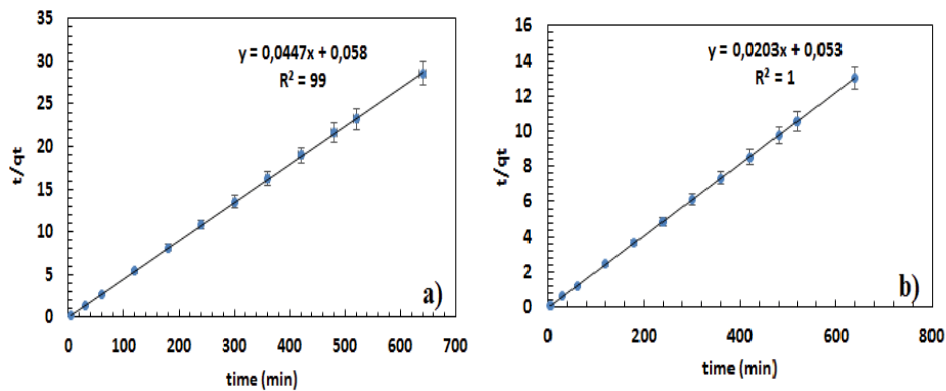 35
30
25
20
15
10
5
0
t/qt
y = 0,0447x + 0,058
R² = 99
a)
0 100 200 300 400 500 600 700
time (min)
16
14
12
10
8
6
4
2
0
t/qt
y = 0,0203x + 0,053
R² = 1
b)
0 200 400 600 800
time (min)